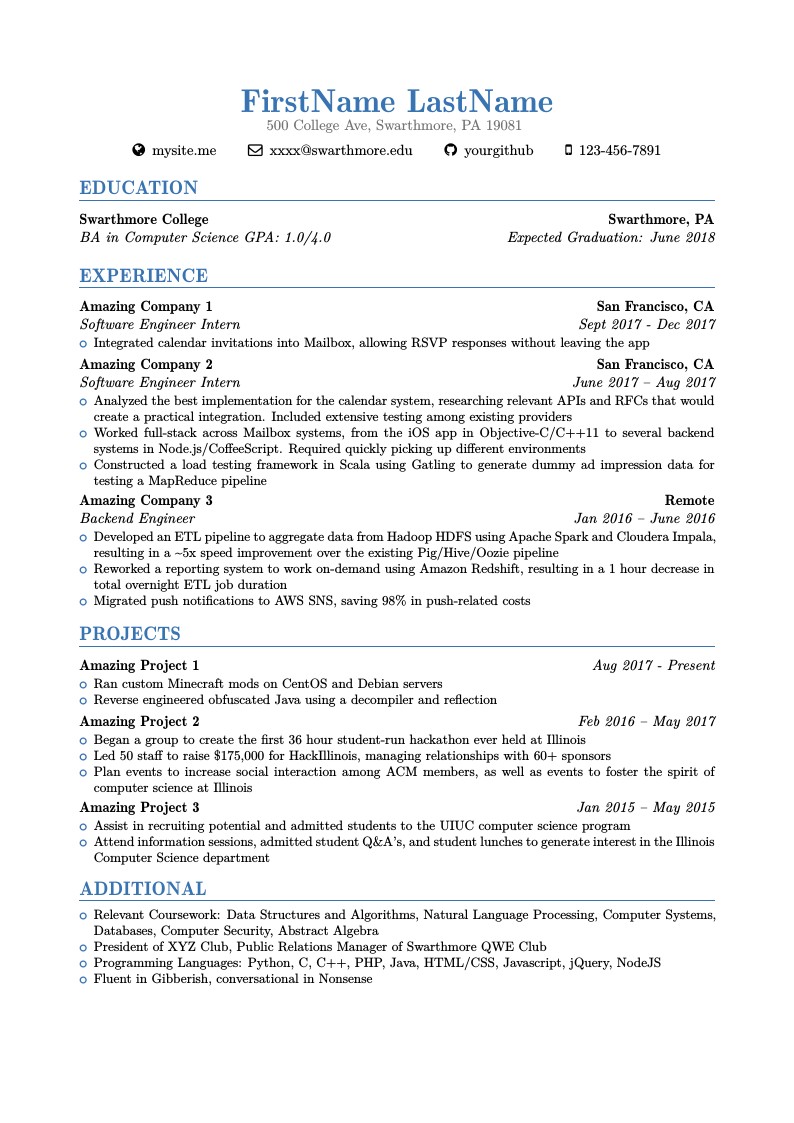 FirstName LastName
500 College Ave, Swarthmore, PA 19081
mysite.me xxxx@swarthmore.edu yourgithub 123-456-7891
EDUCATION
Swarthmore College Swarthmore, PA
BA in Computer Science GPA: 1.0/4.0 Expected Graduation: June 2018
EXPERIENCE
Amazing Company 1 San Francisco, CA
Software Engineer Intern Sept 2017 - Dec 2017
Integrated calendar invitations into Mailbox, allowing RSVP responses without leaving the app
Amazing Company 2 San Francisco, CA
Software Engineer Intern June 2017 – Aug 2017
Analyzed the best implementation for the calendar system, researching relevant APIs and RFCs that would
create a practical integration. Included extensive testing among existing providers
Worked full-stack across Mailbox systems, from the iOS app in Objective-C/C++11 to several backend
systems in Node.js/CoffeeScript. Required quickly picking up different environments
Constructed a load testing framework in Scala using Gatling to generate dummy ad impression data for
testing a MapReduce pipeline
Amazing Company 3 Remote
Backend Engineer Jan 2016 – June 2016
Developed an ETL pipeline to aggregate data from Hadoop HDFS using Apache Spark and Cloudera Impala,
resulting in a ~5x speed improvement over the existing Pig/Hive/Oozie pipeline
Reworked a reporting system to work on-demand using Amazon Redshift, resulting in a 1 hour decrease in
total overnight ETL job duration
Migrated push notifications to AWS SNS, saving 98% in push-related costs
PROJECTS
Amazing Project 1 Aug 2017 - Present
Ran custom Minecraft mods on CentOS and Debian servers
Reverse engineered obfuscated Java using a decompiler and reflection
Amazing Project 2 Feb 2016 – May 2017
Began a group to create the first 36 hour student-run hackathon ever held at Illinois
Led 50 staff to raise $175,000 for HackIllinois, managing relationships with 60+ sponsors
Plan events to increase social interaction among ACM members, as well as events to foster the spirit of
computer science at Illinois
Amazing Project 3 Jan 2015 – May 2015
Assist in recruiting potential and admitted students to the UIUC computer science program
Attend information sessions, admitted student Q&A's, and student lunches to generate interest in the Illinois
Computer Science department
ADDITIONAL
Relevant Coursework: Data Structures and Algorithms, Natural Language Processing, Computer Systems,
Databases, Computer Security, Abstract Algebra
President of XYZ Club, Public Relations Manager of Swarthmore QWE Club
Programming Languages: Python, C, C++, PHP, Java, HTML/CSS, Javascript, jQuery, NodeJS
Fluent in Gibberish, conversational in Nonsense